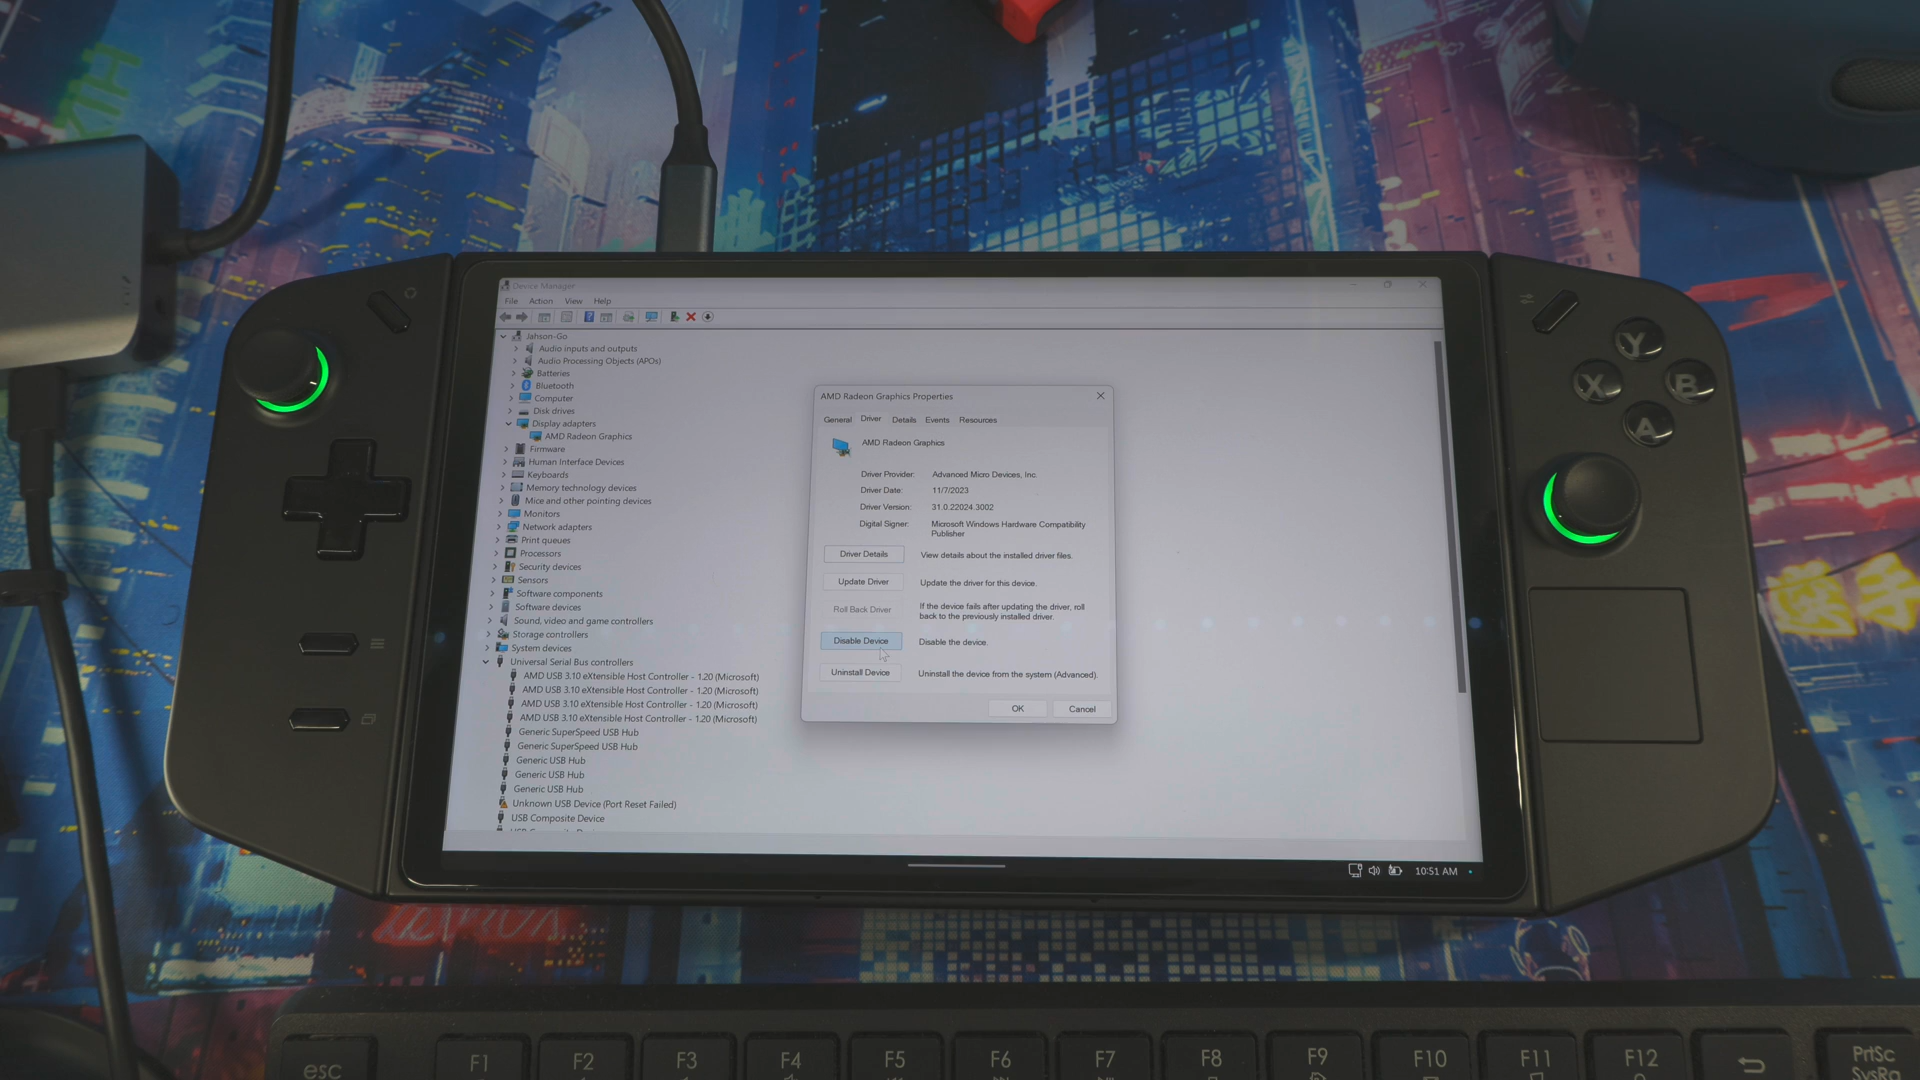 Device Manager
File Action View Help
Jahson-Go
Audio inputs and outputs
Audio Processing Objects (APOs)
Batteries
Bluetooth
Computer
Disk drives
Display adapters
AMD Radeon Graphics
Firmware
Human Interface Devices
Keyboards
Memory technology devices
Mice and other pointing devices
Monitors
Network adapters
Print queues
Processors
Security devices
Sensors
Software components
Software devices
Sound, video and game controllers
Storage controllers
System devices
Universal Serial Bus controllers
AMD USB 3.10 eXtensible Host Controller - 1.20 (Microsoft)
AMD USB 3.10 eXtensible Host Controller - 1.20 (Microsoft)
AMD USB 3.10 eXtensible Host Controller - 1.20 (Microsoft)
AMD USB 3.10 eXtensible Host Controller - 1.20 (Microsoft)
Generic SuperSpeed USB Hub
Generic SuperSpeed USB Hub
Generic USB Hub
Generic USB Hub
Generic USB Hub
Unknown USB Device (Port Reset Failed)
USB Composite Device
AMD Radeon Graphics Properties
General Driver Details Events Resources
AMD Radeon Graphics
Driver Provider: Advanced Micro Devices, Inc.
Driver Date: 11/7/2023
Driver Version: 31.0.22024.3002
Digital Signer: Microsoft Windows Hardware Compatibility
Publisher
Driver Details View details about the installed driver files.
Update Driver Update the driver for this device.
Roll Back Driver If the device fails after updating the driver, roll
back to the previously installed driver.
Disable Device Disable the device.
Uninstall Device Uninstall the device from the system (Advanced).
OK Cancel
10:51 AM
Y
X B
A
esc F1 F2 F3 F4 F5 F6 F7 F8 F9 F10 F11 F12 PrtSc
SysRq